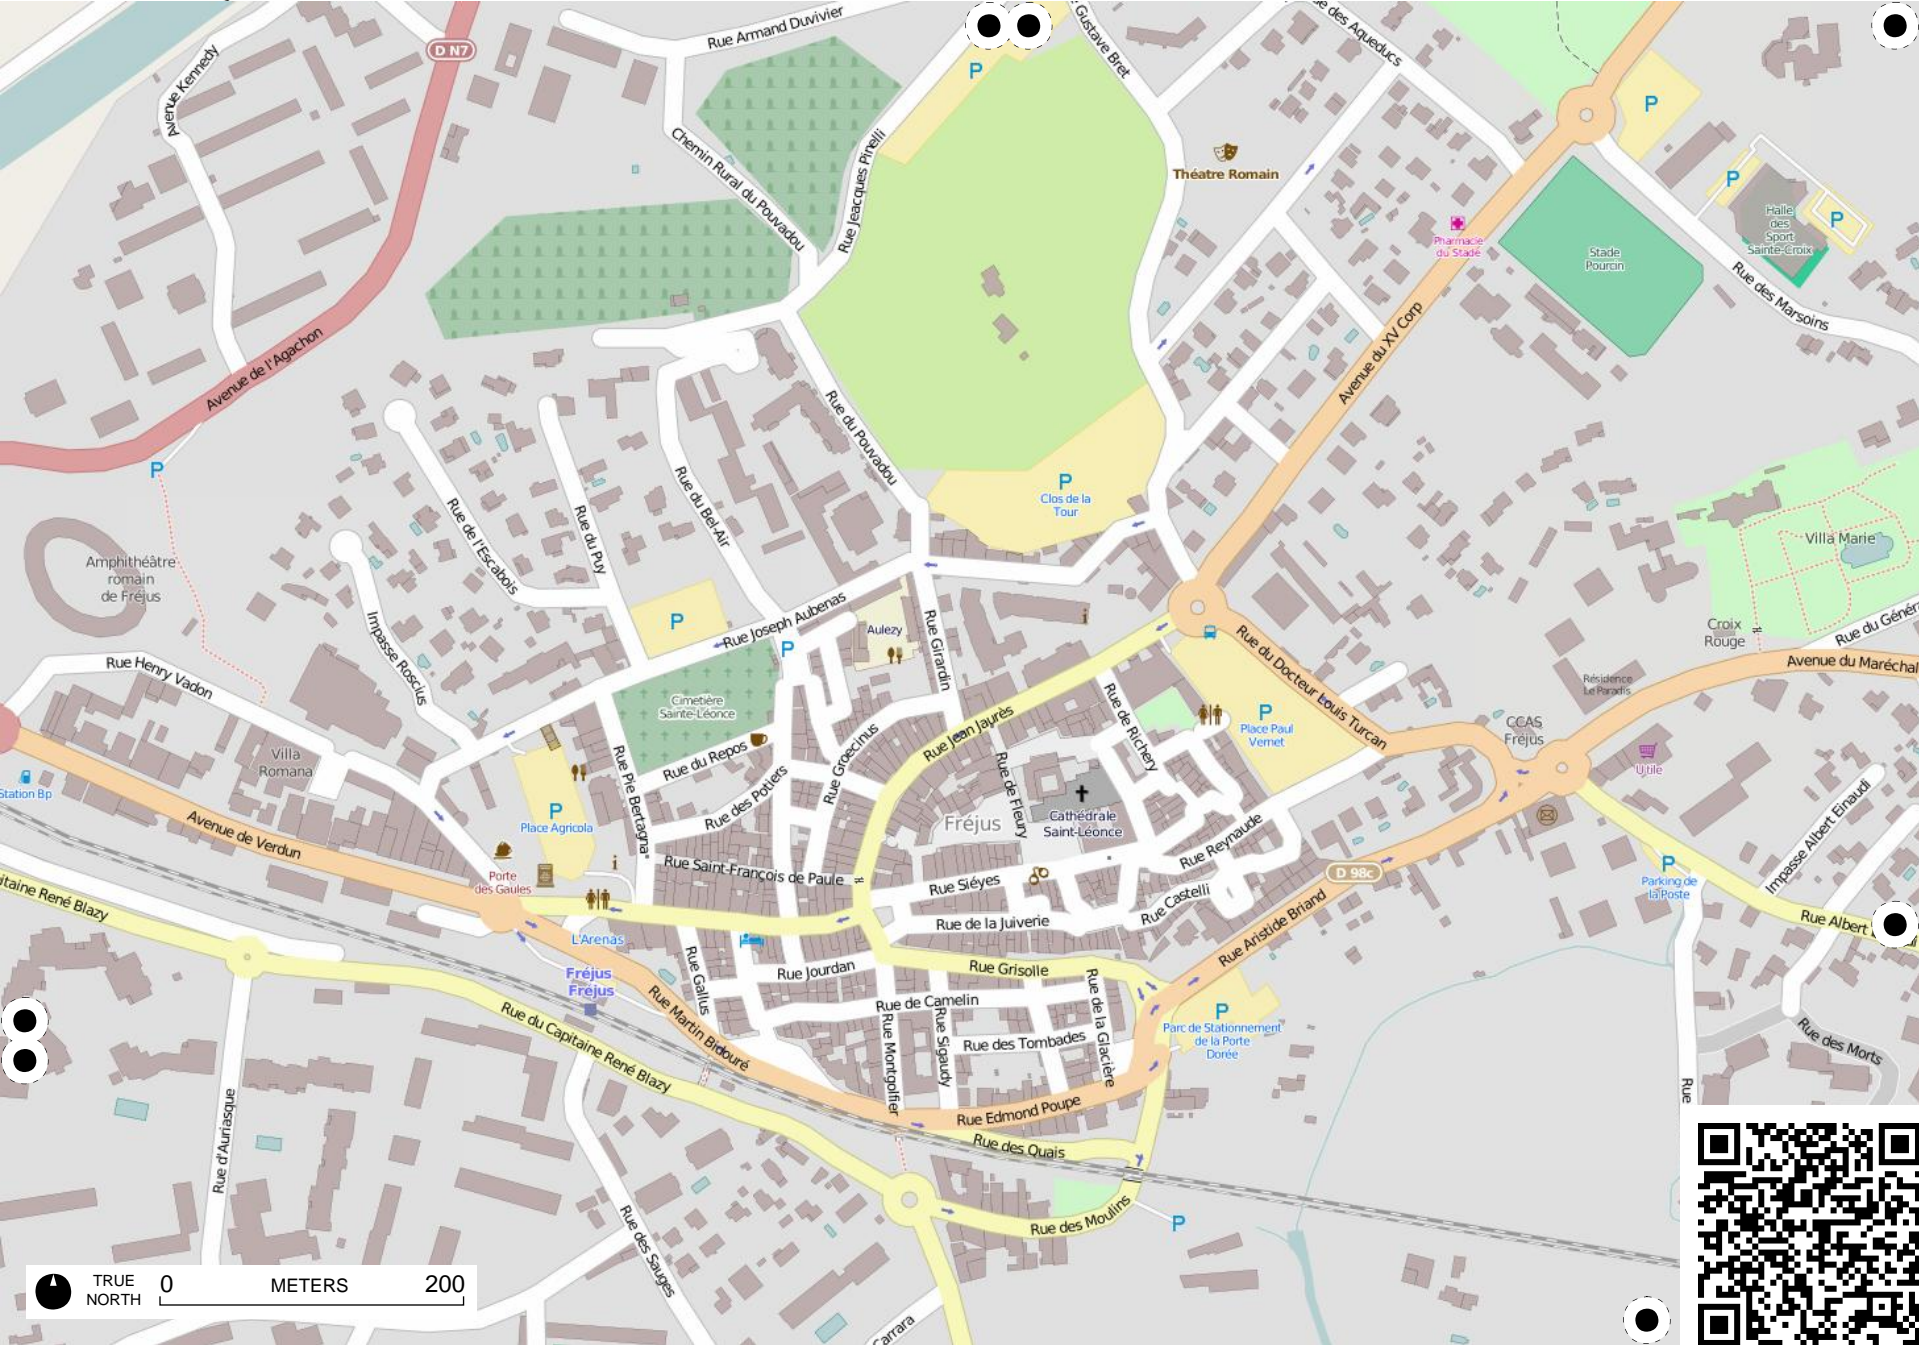 Rue Armand Duvivier
D N7
Avenue Kennedy
P
Gustave Bret
e des Aqueducs
P
Chemin Rural du Pouvadou
Rue Jeacques Pinelli
Théatre Romain
P
Halle
des
Sport
Sainte-Croix
P
Pharmacie
du Stade
Stade
Pourcin
Rue des Marsoins
Avenue de l'Agachon
Avenue du XV Corp
Rue du Pouvadou
P
P
Clos de la
Tour
Rue de l'Escabois
Rue du Puy
Rue du Bel-Air
Villa Marie
Amphithéâtre
romain
de Fréjus
Impasse Roscius
P
Rue Joseph Aubenas
P
Aulezy
Rue Girardin
i
Rue du Docteur Louis Turcan
Croix
Rouge
Rue du Génér
Avenue du Maréchal
Rue Henry Vadon
Cimetière
Sainte-Léonce
Résidence
Le Paradis
Rue de Richery
P
Place Paul
Vernet
CCAS
Fréjus
Rue Jean Jaurès
Villa
Romana
Rue du Repos
Rue Pie Bertagna
Rue Groecinus
Rue de Fleury
U'tile
Station Bp
Rue des Potiers
P
Place Agricola
Avenue de Verdun
Fréjus
Cathédrale
Saint-Léonce
Impasse Albert Einaudi
Rue Reynaude
i
Porte
des Gaules
Rue Saint-François de Paule
Rue Siéyes
D 98c
P
Parking de
la Poste
itaine René Blazy
Rue Castelli
Rue de la Juiverie
Rue Albert
L'Arenas
Rue Aristide Briand
Fréjus
Fréjus
Rue Gallus
Rue Jourdan
Rue Grisolle
Rue de Camelin
Rue de la Glacière
P
Parc de Stationnement
de la Porte
Dorée
Rue du Capitaine René Blazy
Rue Martin Bidouré
Rue Montgolfier
Rue Sigaudy
Rue des Tombades
Rue des Morts
Rue
Rue d'Auriasque
Rue Edmond Poupe
Rue des Quais
Rue des Moulins
P
Rue des Sauges
Carrara
TRUE
NORTH
0 METERS 200